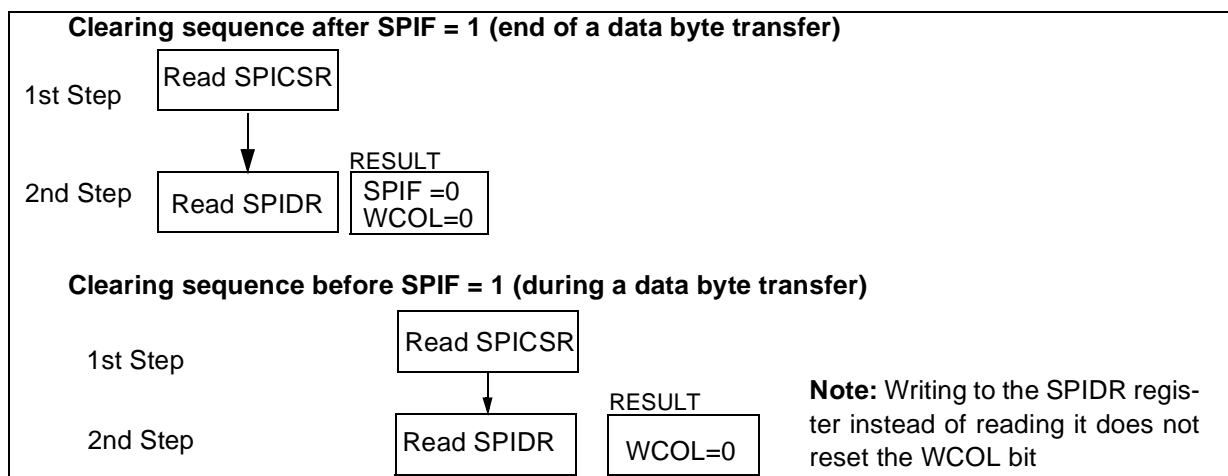 Clearing sequence after SPIF = 1 (end of a data byte transfer)
1st Step
Read SPICSR
2nd Step
Read SPIDR
RESULT
SPIF =0
WCOL=0
Clearing sequence before SPIF = 1 (during a data byte transfer)
1st Step
Read SPICSR
2nd Step
Read SPIDR
RESULT
WCOL=0
Note: Writing to the SPIDR regis-
ter instead of reading it does not
reset the WCOL bit